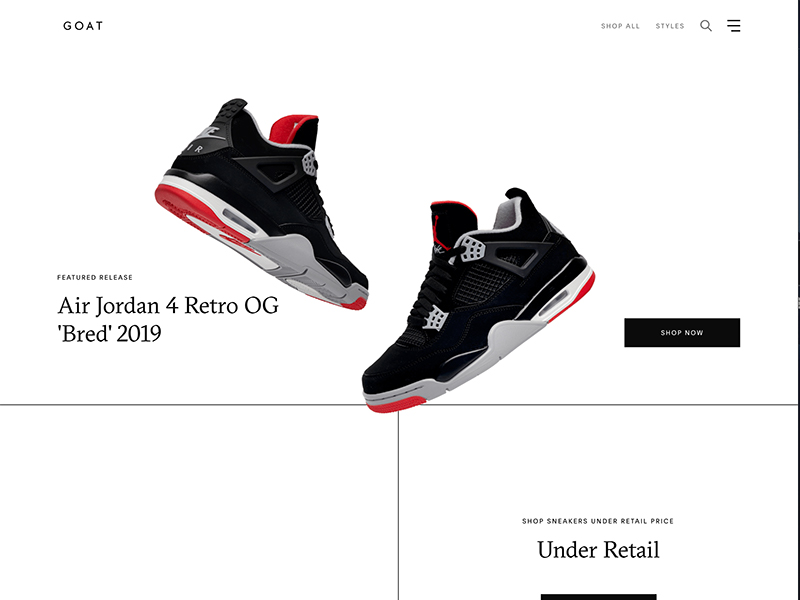 GOAT
SHOP ALL
STYLES
FEATURED RELEASE
Air Jordan 4 Retro OG
'Bred' 2019
SHOP NOW
SHOP SNEAKERS UNDER RETAIL PRICE
Under Retail